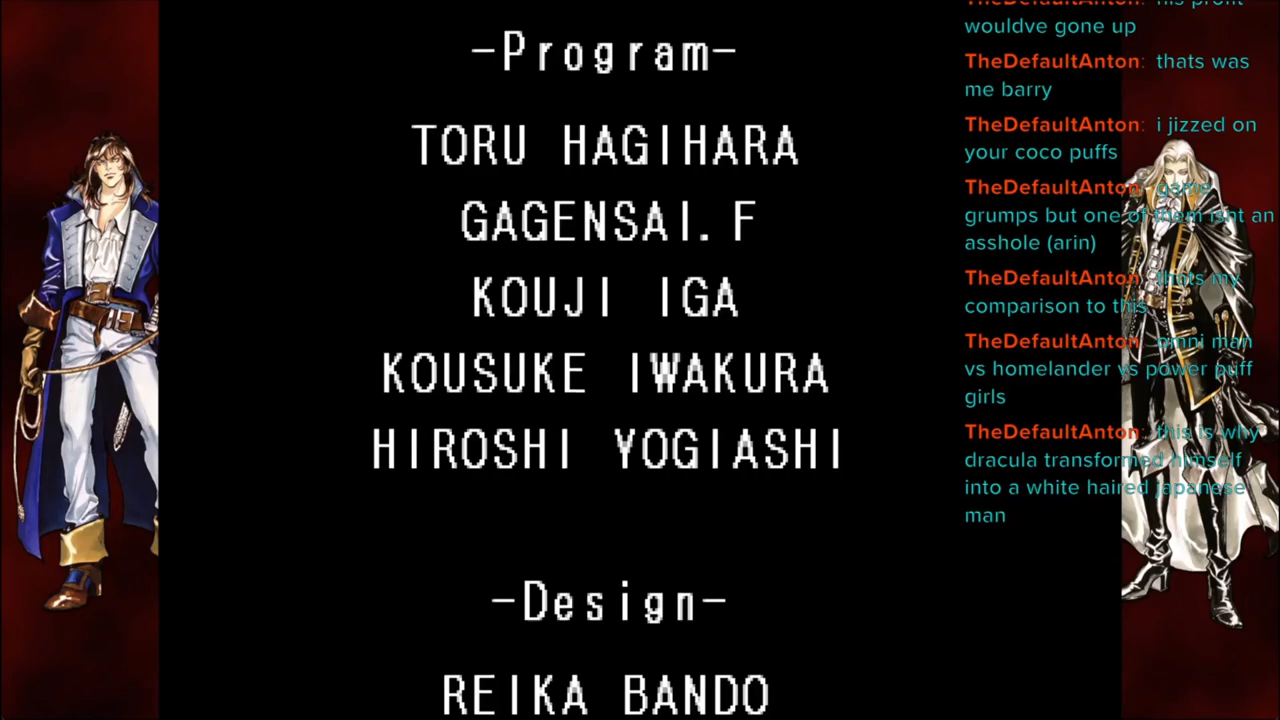 -Program-
TORU HAGIHARA
GAGENSAI. F
KOUJI IGA
KOUSUKE IWAKURA
HIROSHI YOGIASHI
-Design-
REIKA BANDO
TheDefaultAnton: his profit
wouldve gone up
TheDefaultAnton: thats was
me barry
TheDefaultAnton: i jizzed on
your coco puffs
TheDefaultAnton: game
grumps but one of them isnt an
asshole (arin)
TheDefaultAnton: thats my
comparison to this
TheDefaultAnton: omni man
vs homelander vs power puff
girls
TheDefaultAnton: this is why
dracula transformed himself
into a white haired japanese
man